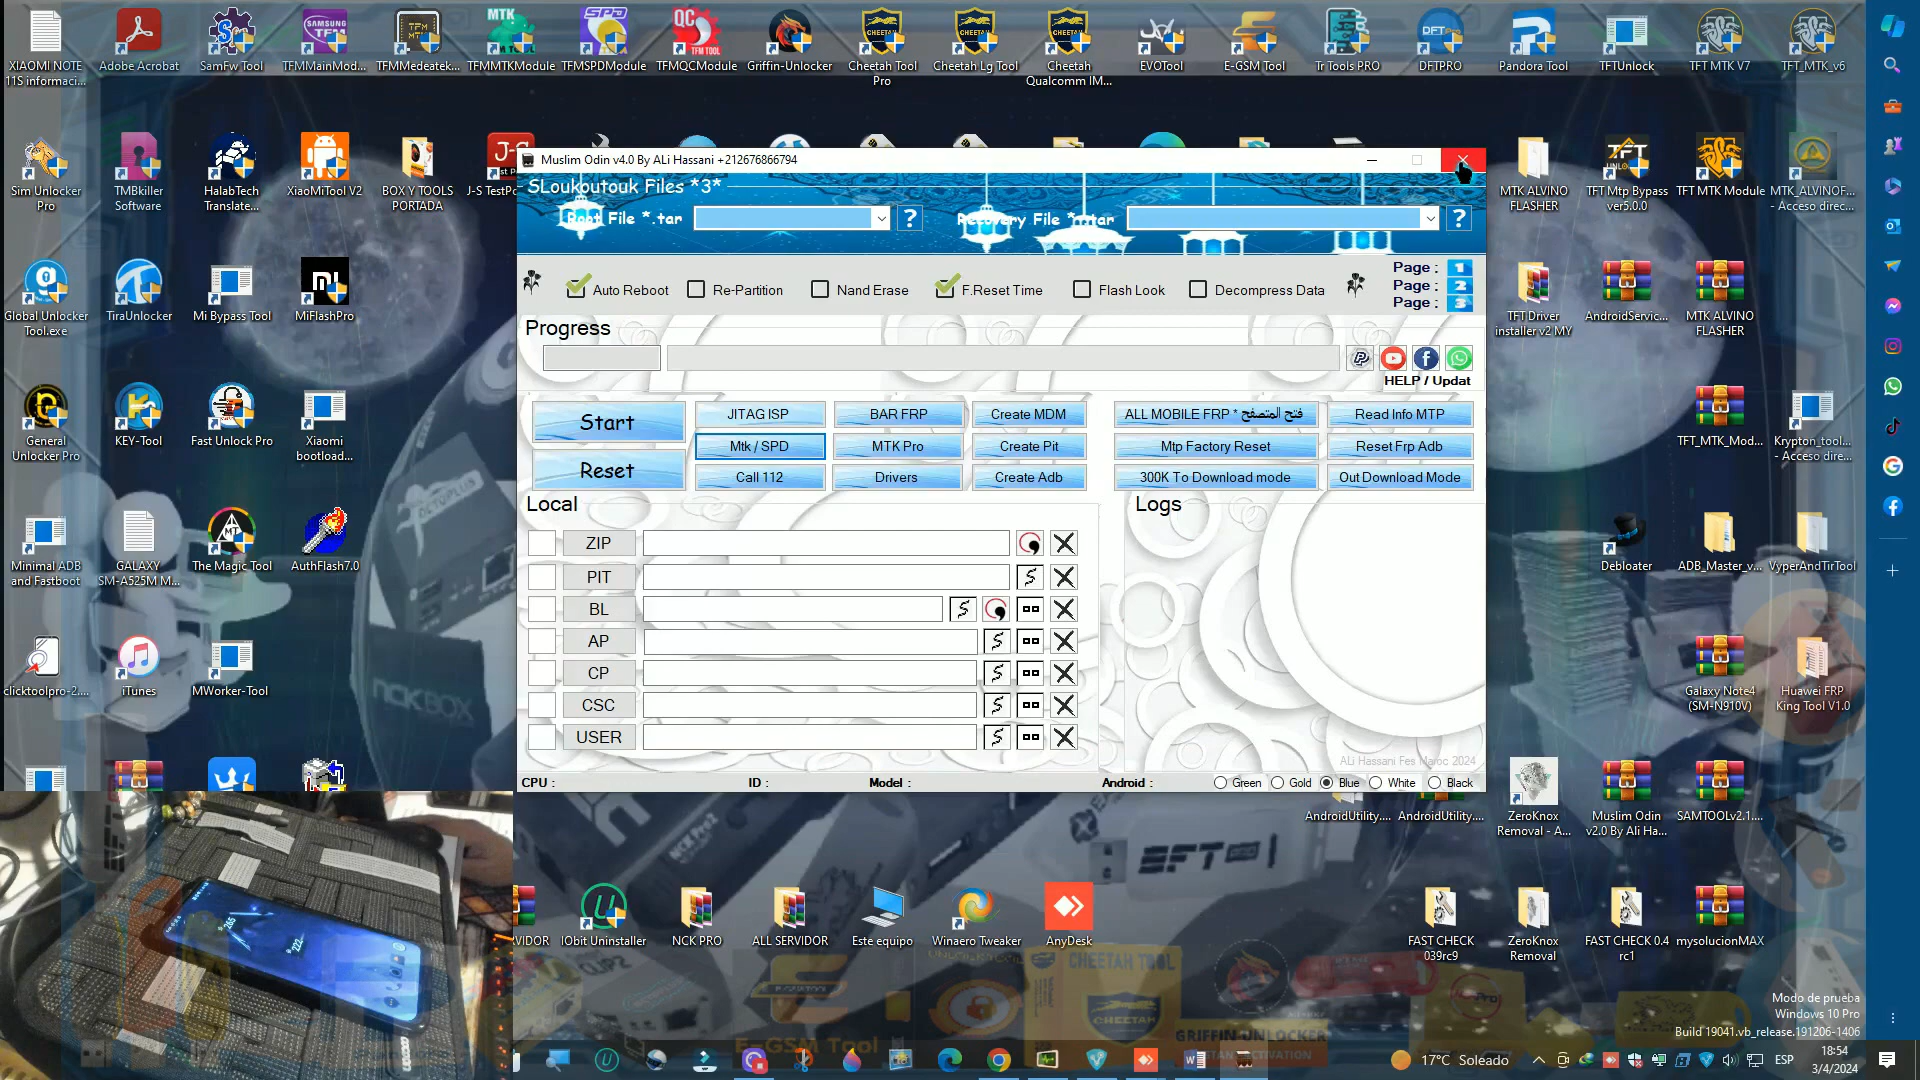 XIAOMI NOTE 11S informaci...
Adobe Acrobat
SamFw Tool
TFMMainMod...
TFMMedeatek...
TFMMTKModule
TFMSPDModule
TFMQCModule
Griffin-Unlocker
Cheetah Tool Pro
Cheetah Lg Tool
Cheetah Qualcomm IM...
EVOTool
E-GSM Tool
Tr Tools PRO
DFTPRO
Pandora Tool
TFTUnlock
TFT MTK V7
TFT_MTK_v6
Sim Unlocker Pro
TMBkiller Software
HalabTech Translate...
XiaoMiTool V2
BOX Y TOOLS PORTADA
J-S TestPo
MTK ALVINO FLASHER
TFT Mtp Bypass ver5.0.0
TFT MTK Module
MTK_ALVINOF... - Acceso direc...
Muslim Odin v4.0 By ALi Hassani +212676866794
SLoukoutouk Files *3*
Root File *.tar
?
Recovery File *.tar
?
Auto Reboot
Re-Partition
Nand Erase
F.Reset Time
Flash Look
Decompress Data
Page : 1
Page : 2
Page : 3
Progress
HELP / Updat
Start
JITAG ISP
BAR FRP
Create MDM
ALL MOBILE FRP * فتح المتصفح
Read Info MTP
Mtk / SPD
MTK Pro
Create Pit
Mtp Factory Reset
Reset Frp Adb
Reset
Call 112
Drivers
Create Adb
300K To Download mode
Out Download Mode
Local
Logs
ZIP
PIT
BL
AP
CP
CSC
USER
ALi Hassani Fes Maroc 2024
CPU :
ID :
Model :
Android :
Green
Gold
Blue
White
Black
Global Unlocker Tool.exe
TiraUnlocker
Mi Bypass Tool
MiFlashPro
TFT Driver installer v2 MY
AndroidServic...
MTK ALVINO FLASHER
General Unlocker Pro
KEY-Tool
Fast Unlock Pro
Xiaomi bootload...
TFT_MTK_Mod...
Krypton_tool... - Acceso dire...
Minimal ADB and Fastboot
GALAXY SM-A525M M...
The Magic Tool
AuthFlash7.0
Debloater
ADB_Master_v...
VyperAndTirTool
clicktoolpro-2....
iTunes
MWorker-Tool
Galaxy Note4 (SM-N910V)
Huawei FRP King Tool V1.0
AndroidUtility....
AndroidUtility....
ZeroKnox Removal - A...
Muslim Odin v2.0 By Ali Ha...
SAMTOOLv2.1....
VIDOR
IObit Uninstaller
NCK PRO
ALL SERVIDOR
Este equipo
Winaero Tweaker
AnyDesk
FAST CHECK 039rc9
ZeroKnox Removal
FAST CHECK 0.4 rc1
mysolucionMAX
NCKBOX
CHEETAH TOOL
CHEETAH
GRIFFIN-UNLOCKER
E-GSM Tool
Modo de prueba
Windows 10 Pro
Build 19041.vb_release.191206-1406
17°C Soleado
ESP
18:54
3/4/2024